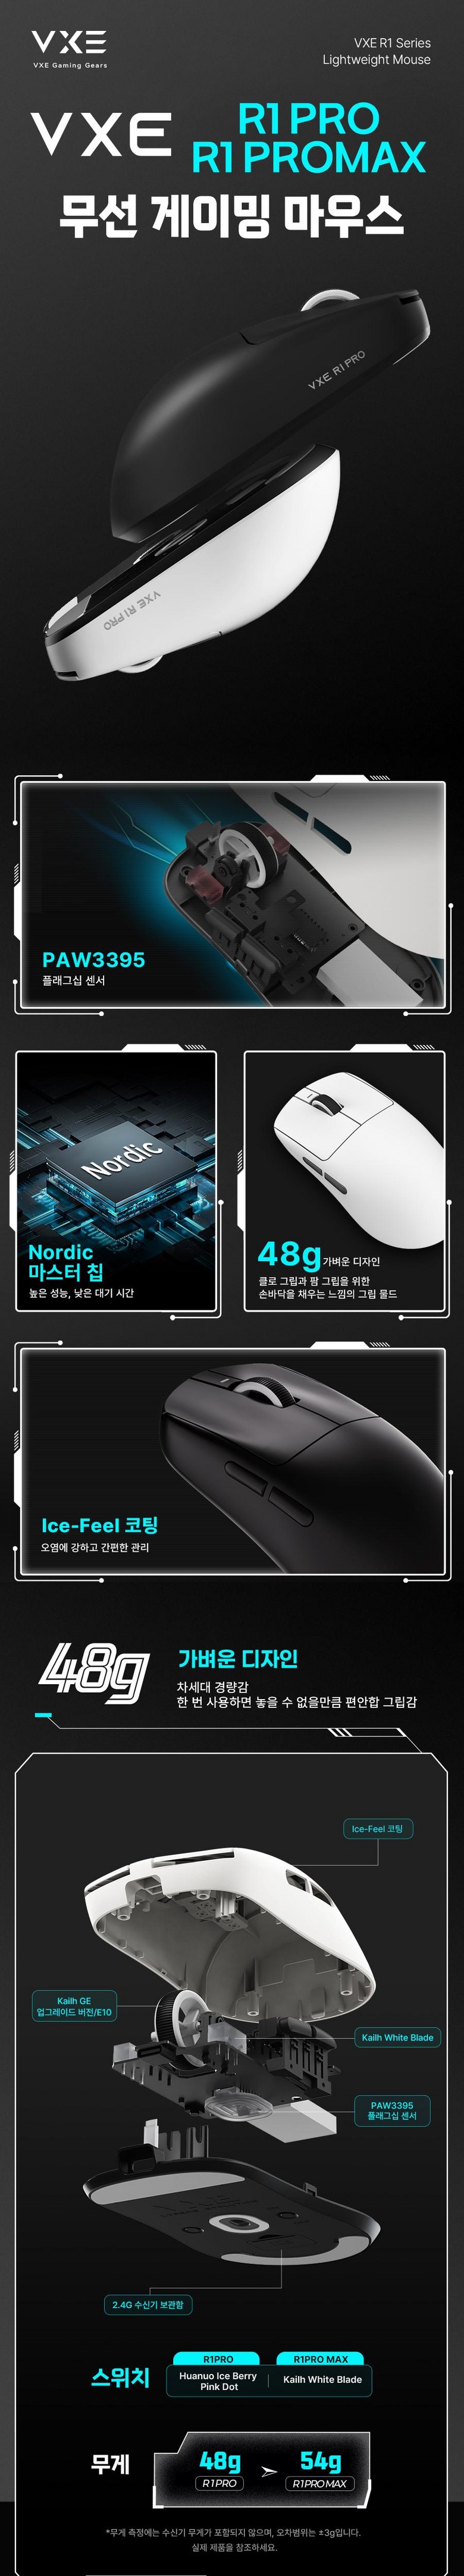 VXE
VXE Gaming Gears
VXE R1 Series
Lightweight Mouse
VXE
R1 PRO
R1 PROMAX
무선 게이밍 마우스
VXE R1 PRO
VXE R1 PRO
PAW3395
플래그십 센서
Nordic
Nordic
마스터 칩
높은 성능, 낮은 대기 시간
48g 가벼운 디자인
클로 그립과 팜 그립을 위한
손바닥을 채우는 느낌의 그립 몰드
Ice-Feel 코팅
오염에 강하고 간편한 관리
48g
가벼운 디자인
차세대 경량감
한 번 사용하면 놓을 수 없을만큼 편안합 그립감
Ice-Feel 코팅
Kailh GE
업그레이드 버전/E10
Kailh White Blade
PAW3395
플래그십 센서
2.4G 수신기 보관함
스위치
R1PRO
R1PRO MAX
Huanuo Ice Berry
Pink Dot
Kailh White Blade
무게
48g
R1PRO
>
54g
R1PRO MAX
*무게 측정에는 수신기 무게가 포함되지 않으며, 오차범위는 ±3g입니다.
실제 제품을 참조하세요.